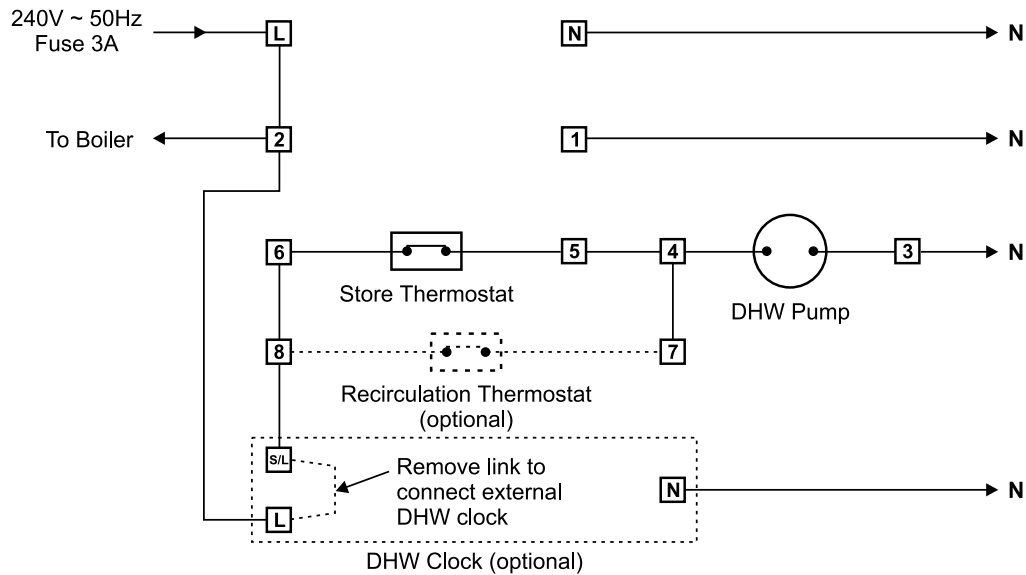 240V ~ 50Hz
Fuse 3A
L
N
N
To Boiler
2
1
N
6
5
4
3
N
Store Thermostat
DHW Pump
8
7
Recirculation Thermostat
(optional)
S/L
Remove link to
connect external
DHW clock
N
N
L
DHW Clock (optional)